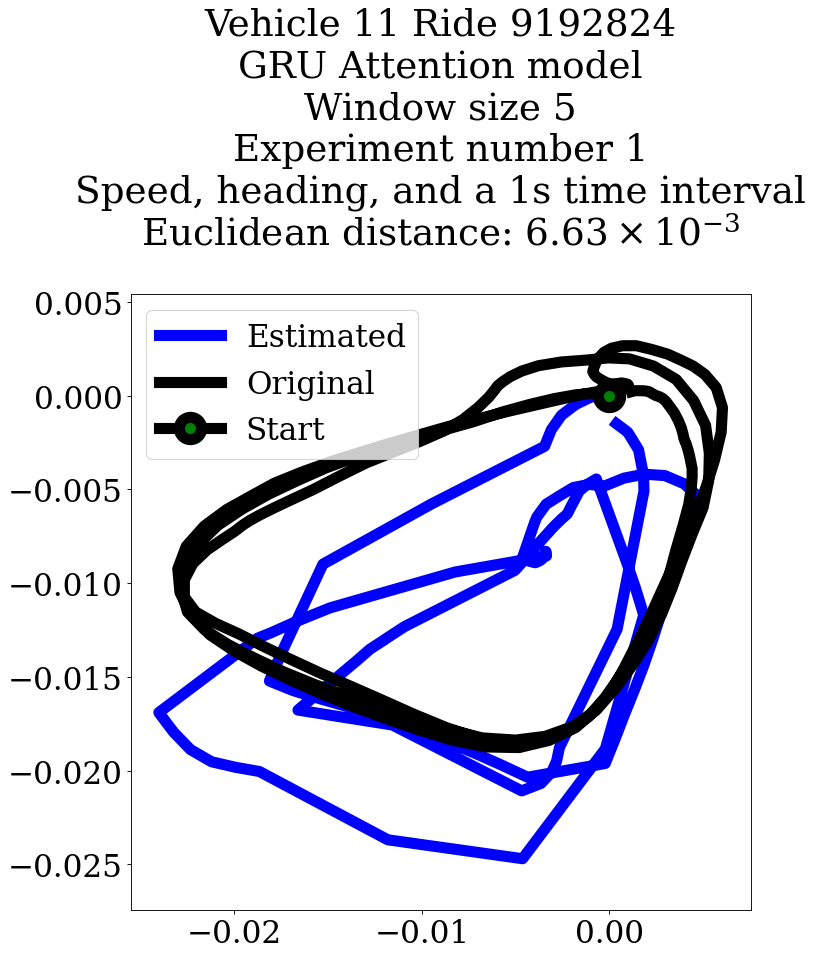 Vehicle 11 Ride 9192824
GRU Attention model
Window size 5
Experiment number 1
Speed, heading, and a 1s time interval
Euclidean distance: 6.63 × 10⁻³
0.005
0.000
−0.005
−0.010
−0.015
−0.020
−0.025
Estimated
Original
Start
−0.02
−0.01
0.00